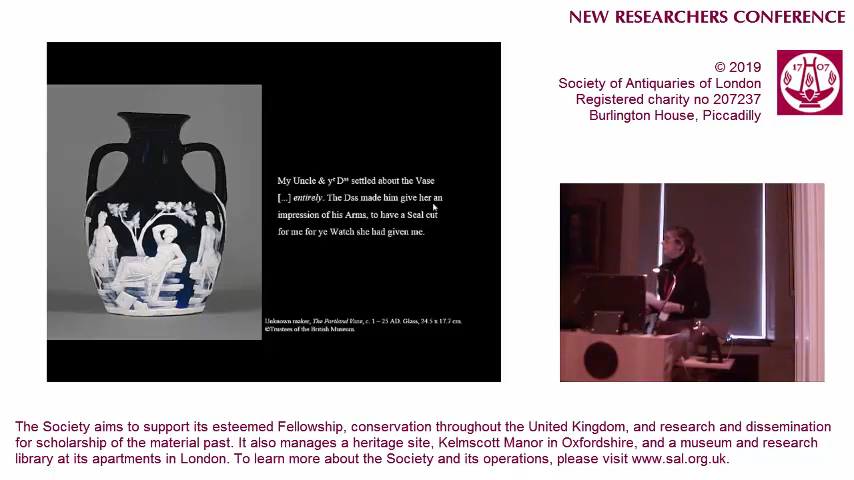 NEW RESEARCHERS CONFERENCE
© 2019
Society of Antiquaries of London
Registered charity no 207237
Burlington House, Piccadilly
1707
My Uncle & yᵉ Dˢˢ settled about the Vase
[...] entirely. The Dss made him give her an
impression of his Arms, to have a Seal cut
for me for ye Watch she had given me.
Unknown maker, The Portland Vase, c. 1 – 25 AD. Glass, 24.5 x 17.7 cm.
©Trustees of the British Museum.
The Society aims to support its esteemed Fellowship, conservation throughout the United Kingdom, and research and dissemination
for scholarship of the material past. It also manages a heritage site, Kelmscott Manor in Oxfordshire, and a museum and research
library at its apartments in London. To learn more about the Society and its operations, please visit www.sal.org.uk.